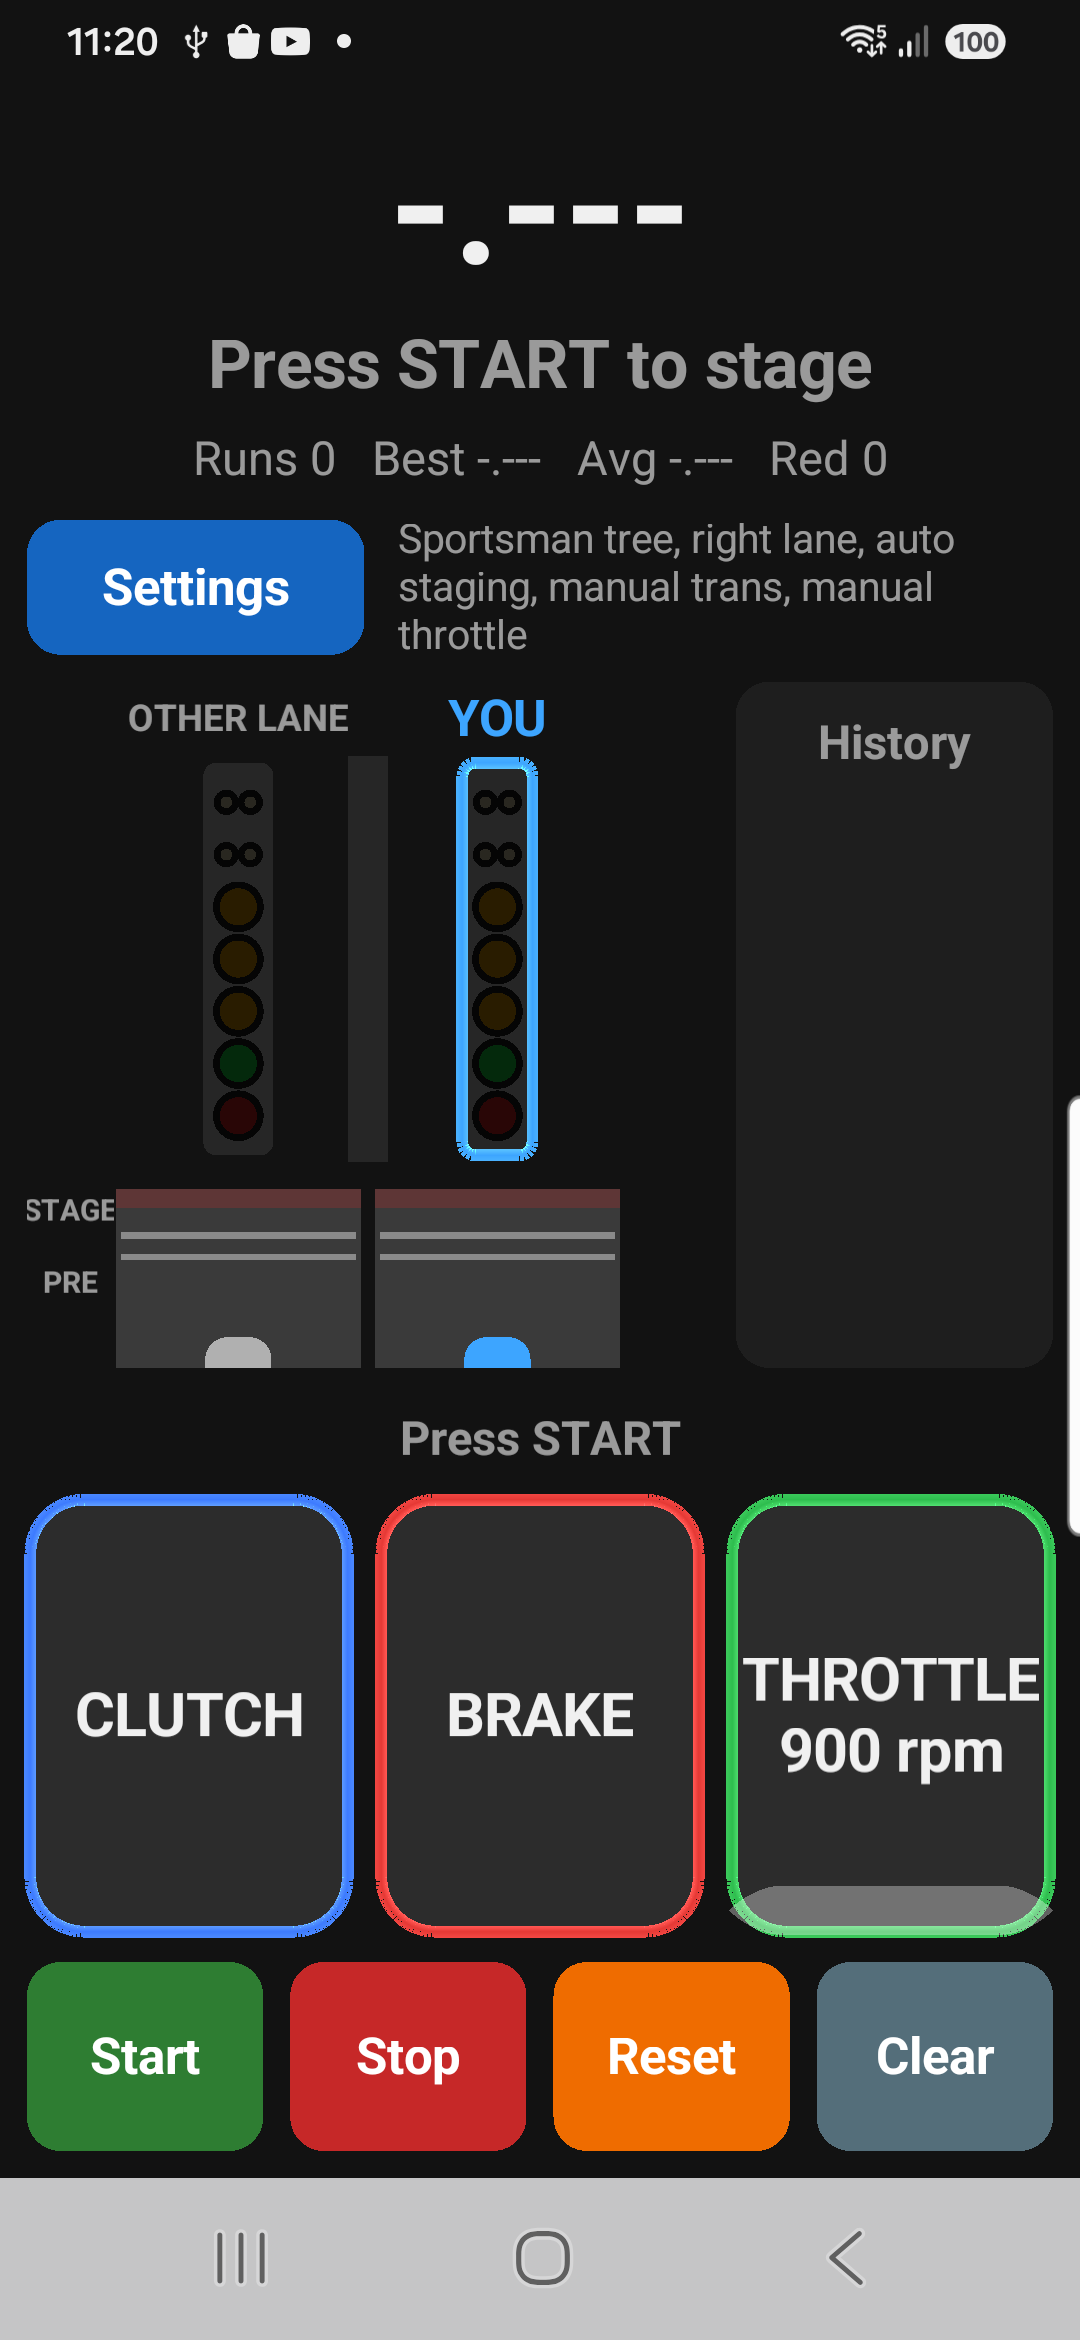 11:20
5
100
-.---
Press START to stage
Runs 0 Best -.--- Avg -.--- Red 0
Settings
Sportsman tree, right lane, auto
staging, manual trans, manual
throttle
OTHER LANE
YOU
History
STAGE
PRE
Press START
CLUTCH
BRAKE
THROTTLE
900 rpm
Start
Stop
Reset
Clear